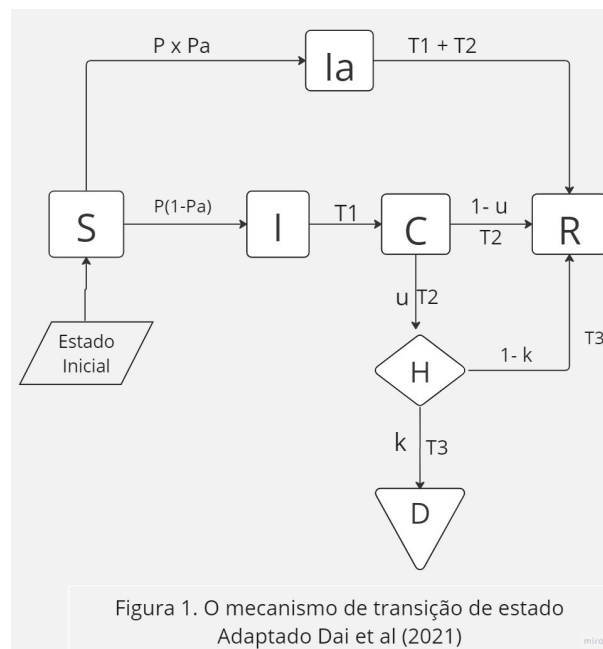 P x Pa
Ia
T1 + T2
S
P(1-Pa)
I
T1
C
1- u
T2
R
Estado
Inicial
u
T2
H
1- k
T3
k
T3
D
Figura 1. O mecanismo de transição de estado
Adaptado Dai et al (2021)
miro